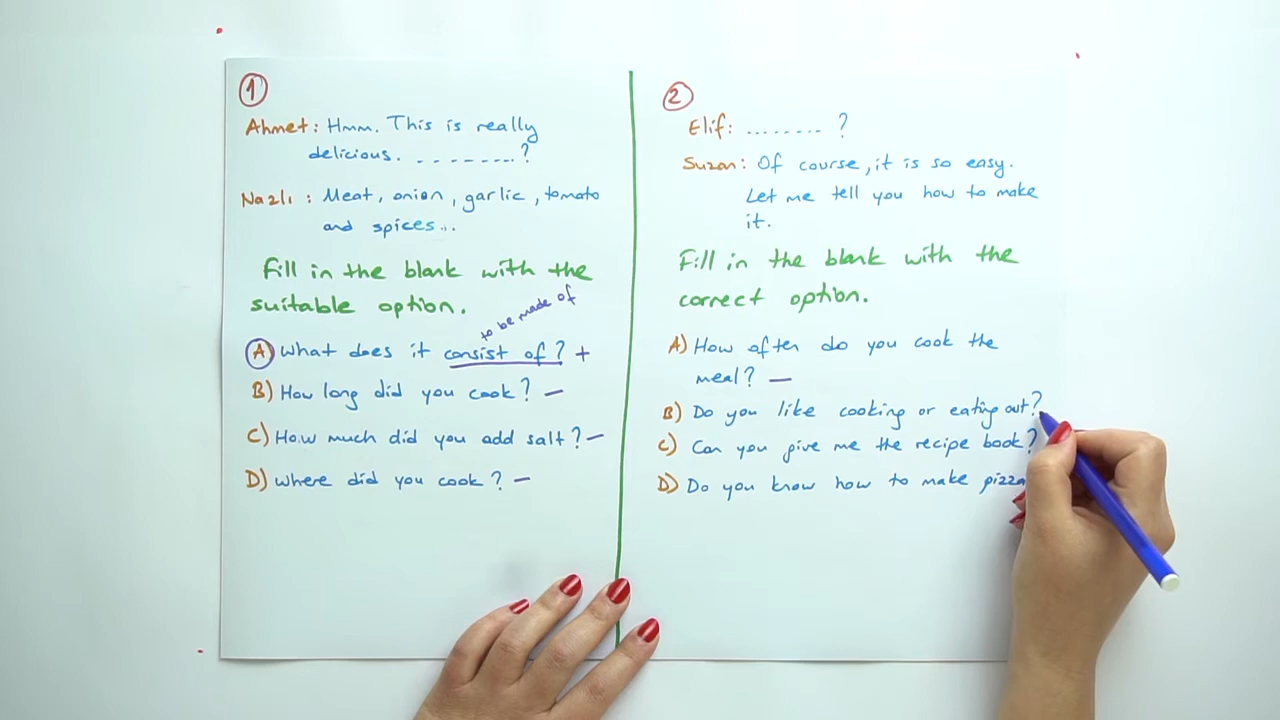 1
Ahmet: Hmm. This is really
delicious. - - - - - - - - ?
Nazlı : Meat, onion, garlic, tomato
and spices...
Fill in the blank with the
suitable option.
to be made of
A) What does it consist of? +
B) How long did you cook? -
C) How much did you add salt? -
D) Where did you cook? -
2
Elif: ........ ?
Suzan: Of course, it is so easy.
Let me tell you how to make
it.
Fill in the blank with the
correct option.
A) How often do you cook the
meal? -
B) Do you like cooking or eating out?
C) Can you give me the recipe book?
D) Do you know how to make pizza